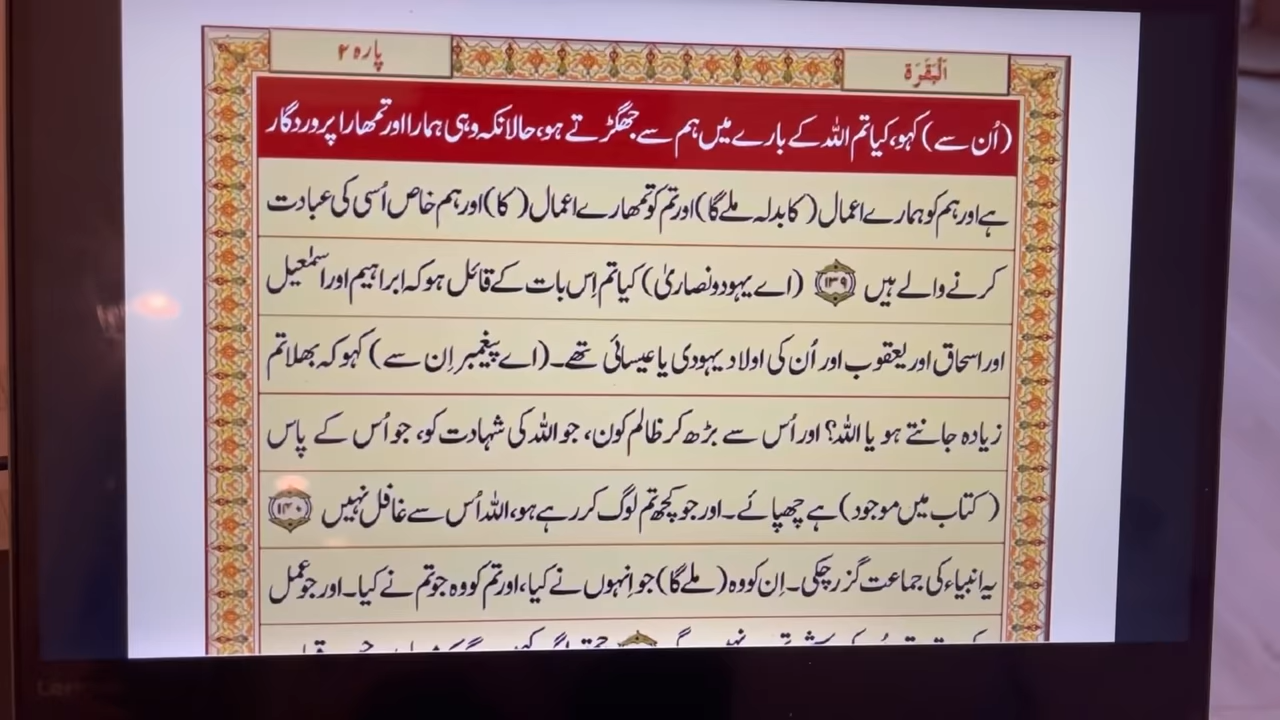 پارہ ۲
اَلْبَقَرَة
(اُن سے) کہو، کیا تم اللہ کے بارے میں ہم سے جھگڑتے ہو، حالانکہ وہی ہمارا اور تمھارا پروردگار
ہے اور ہم کو ہمارے اعمال (کا بدلہ ملے گا) اور تم کو تمھارے اعمال (کا) اور ہم خاص اُسی کی عبادت
کرنے والے ہیں ۱۳۹ (اے یہود و نصاریٰ) کیا تم اِس بات کے قائل ہو کہ ابراہیم اور اسمٰعیل
اور اسحاق اور یعقوب اور اُن کی اولاد یہودی یا عیسائی تھے۔ (اے پیغمبر اِن سے) کہو کہ بھلا تم
زیادہ جانتے ہو یا اللہ؟ اور اُس سے بڑھ کر ظالم کون، جو اللہ کی شہادت کو، جو اُس کے پاس
(کتاب میں موجود) ہے چھپائے۔ اور جو کچھ تم لوگ کر رہے ہو، اللہ اُس سے غافل نہیں ۱۴۰
یہ انبیاء کی جماعت گزر چکی۔ اِن کو وہ (ملے گا) جو اِنہوں نے کیا، اور تم کو وہ جو تم نے کیا۔ اور جو عمل